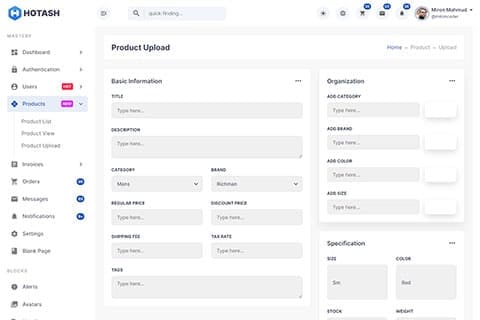 HOTASH
quick finding...
Miron Mahmud
@mironcoder
MASTERY
Dashboard
Authentication
Users
HOT
Products
NEW
Product List
Product View
Product Upload
Invoices
Orders
Messages
Notifications
Settings
Blank Page
BLOCKS
Alerts
Avatars
Product Upload
Home
Product
Upload
Basic Information
TITLE
Type here...
DESCRIPTION
Type here...
CATEGORY
BRAND
Mans
Richman
REGULAR PRICE
DISCOUNT PRICE
Type here...
Type here...
SHIPPING FEE
TAX RATE
Type here...
Type here...
TAGS
Type here...
Organization
ADD CATEGORY
Type here...
ADD BRAND
Type here...
ADD COLOR
Type here...
ADD SIZE
Type here...
Specification
SIZE
COLOR
Sm
Red
STOCK
WEIGHT